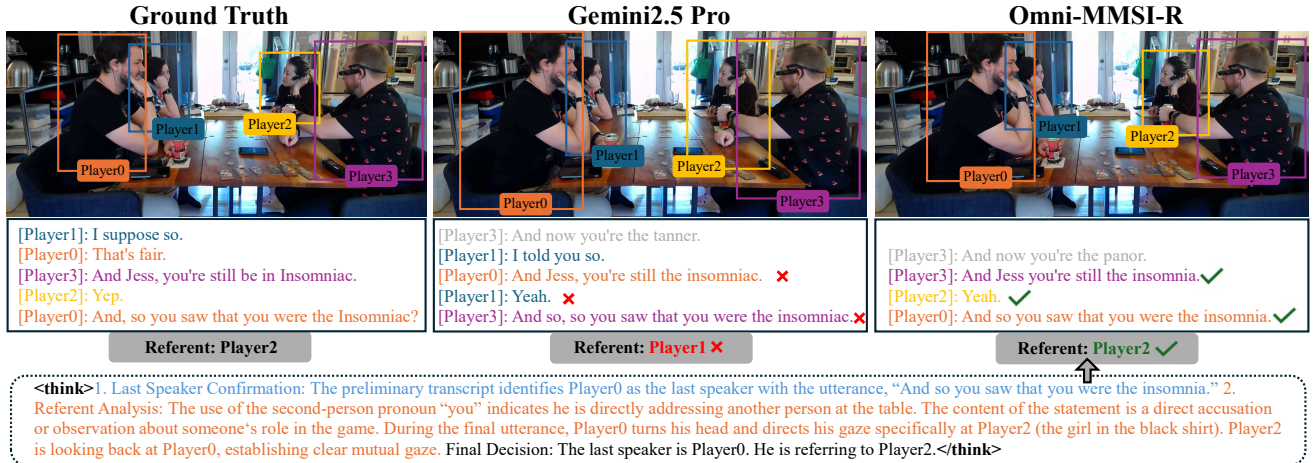 Ground Truth
Gemini2.5 Pro
Omni-MMSI-R
Player0
Player1
Player2
Player3
Player0
Player1
Player2
Player3
Player0
Player1
Player2
Player3
[Player1]: I suppose so.
[Player0]: That's fair.
[Player3]: And Jess, you're still be in Insomniac.
[Player2]: Yep.
[Player0]: And, so you saw that you were the Insomniac?
Referent: Player2
[Player3]: And now you're the tanner.
[Player1]: I told you so.
[Player0]: And Jess, you're still the insomniac.
[Player1]: Yeah.
[Player3]: And so, so you saw that you were the insomniac.
Referent: Player1
[Player3]: And now you're the panor.
[Player3]: And Jess you're still the insomnia.
[Player2]: Yeah.
[Player0]: And so you saw that you were the insomnia.
Referent: Player2
<think>1. Last Speaker Confirmation: The preliminary transcript identifies Player0 as the last speaker with the utterance, “And so you saw that you were the insomnia.” 2.
Referent Analysis: The use of the second-person pronoun “you” indicates he is directly addressing another person at the table. The content of the statement is a direct accusation
or observation about someone‘s role in the game. During the final utterance, Player0 turns his head and directs his gaze specifically at Player2 (the girl in the black shirt). Player2
is looking back at Player0, establishing clear mutual gaze. Final Decision: The last speaker is Player0. He is referring to Player2.</think>